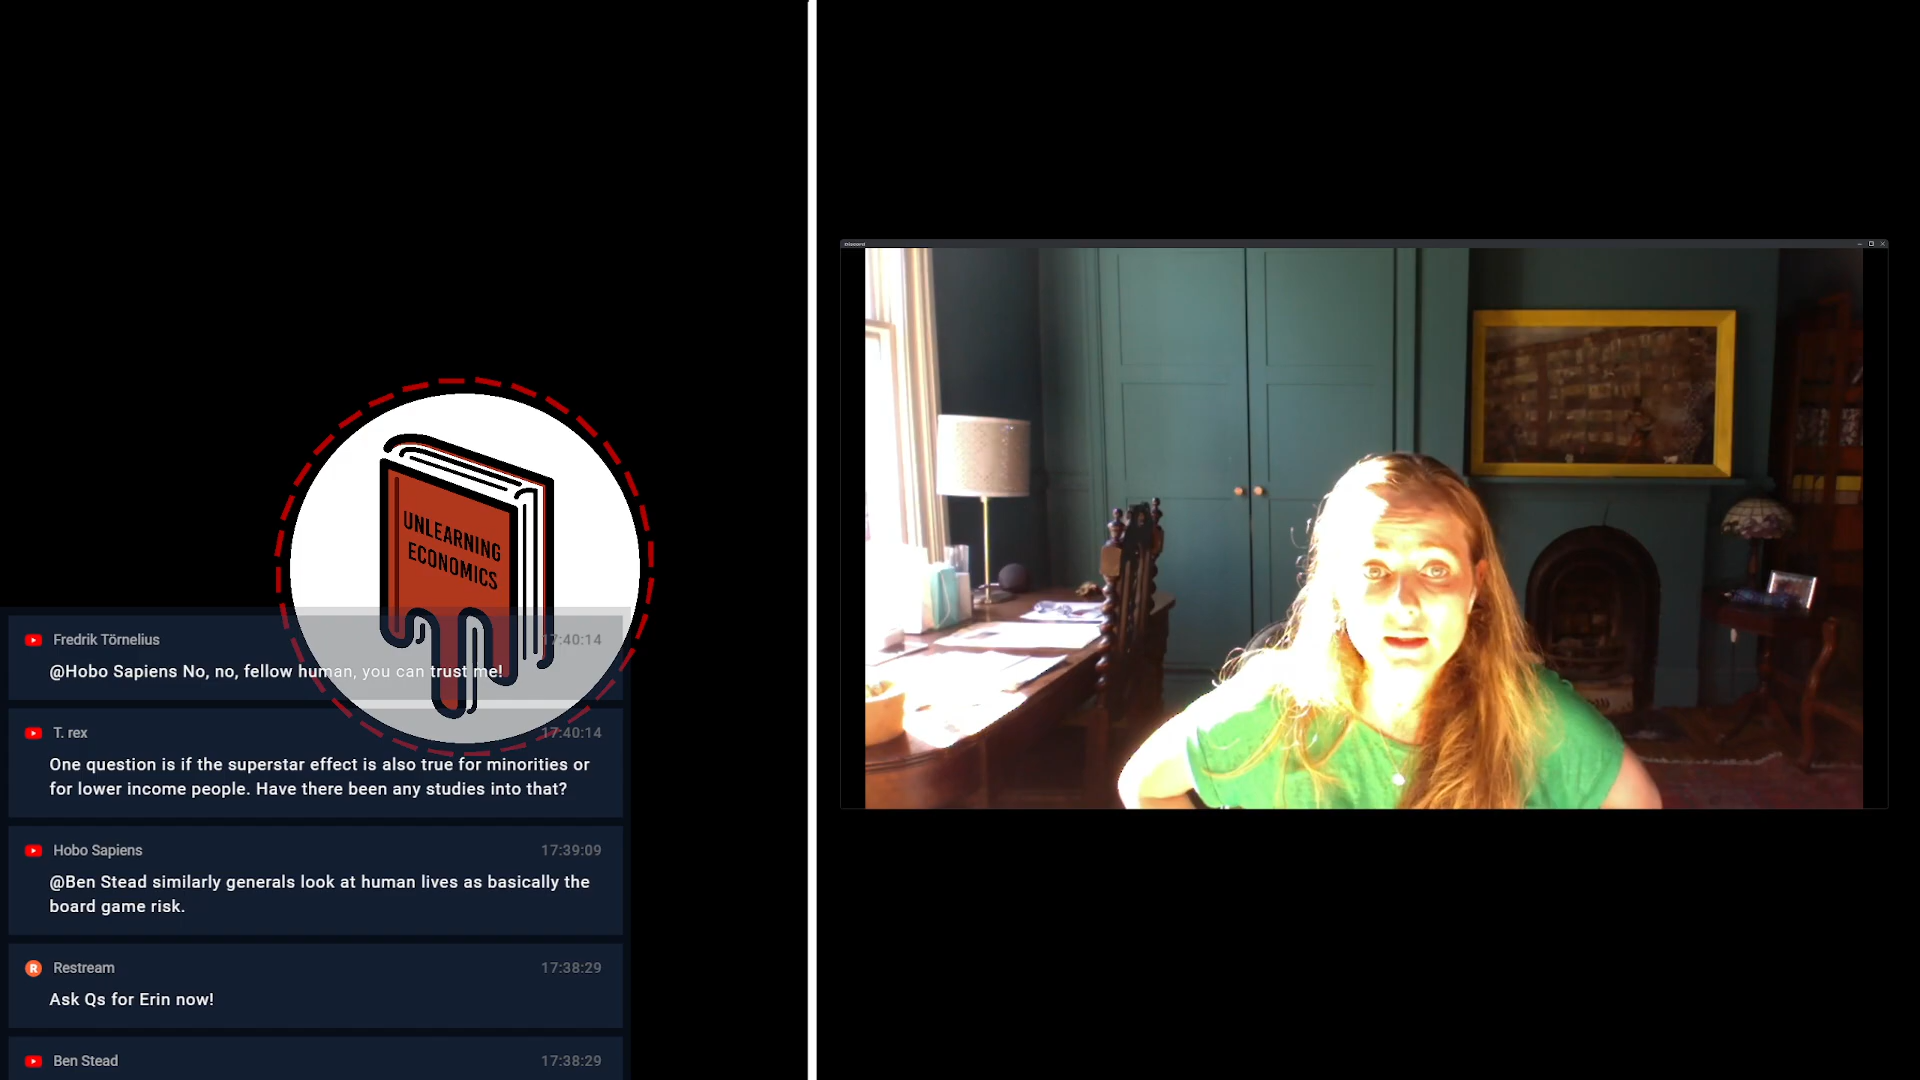 UNLEARNING
ECONOMICS
Fredrik Törnelius 17:40:14
@Hobo Sapiens No, no, fellow human, you can trust me!
T. rex 17:40:14
One question is if the superstar effect is also true for minorities or
for lower income people. Have there been any studies into that?
Hobo Sapiens 17:39:09
@Ben Stead similarly generals look at human lives as basically the
board game risk.
R Restream 17:38:29
Ask Qs for Erin now!
Ben Stead 17:38:29